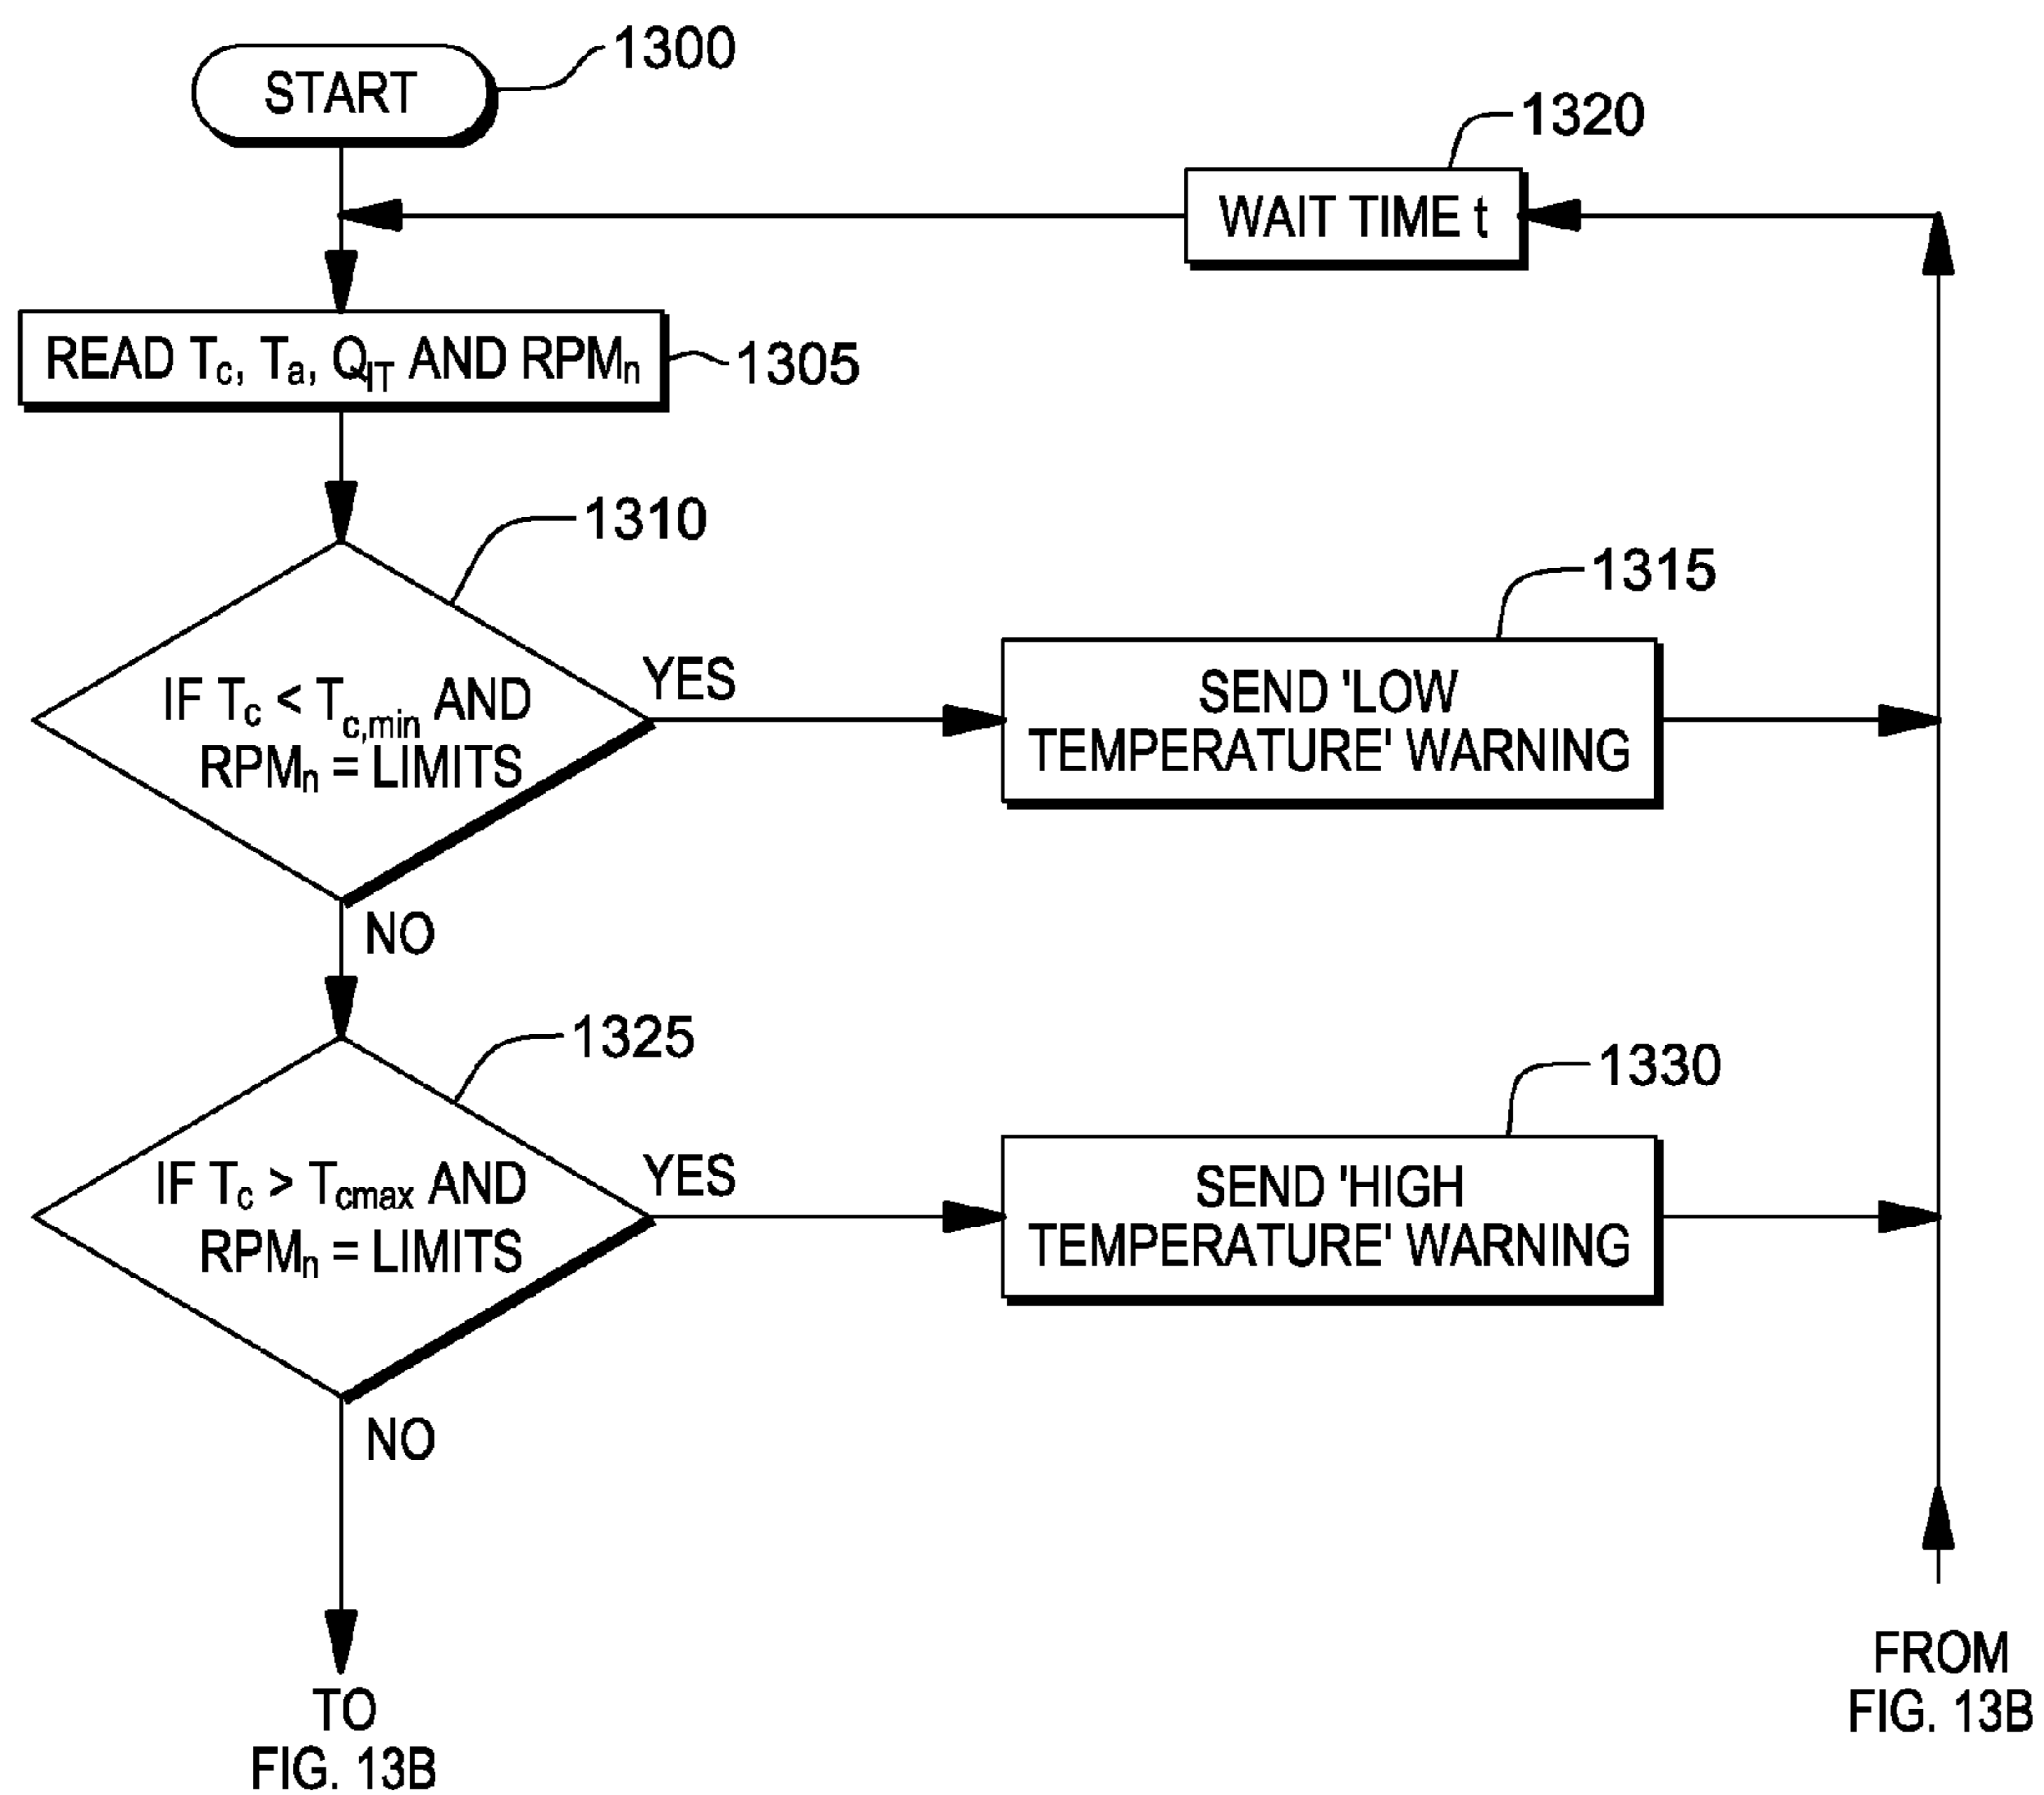 START
1300
1320
WAIT TIME t
READ Tc, Ta, QIT AND RPMn
1305
1310
IF Tc < Tc,min AND
RPMn = LIMITS
YES
1315
SEND 'LOW
TEMPERATURE' WARNING
NO
1325
IF Tc > Tcmax AND
RPMn = LIMITS
YES
1330
SEND 'HIGH
TEMPERATURE' WARNING
NO
TO
FIG. 13B
FROM
FIG. 13B